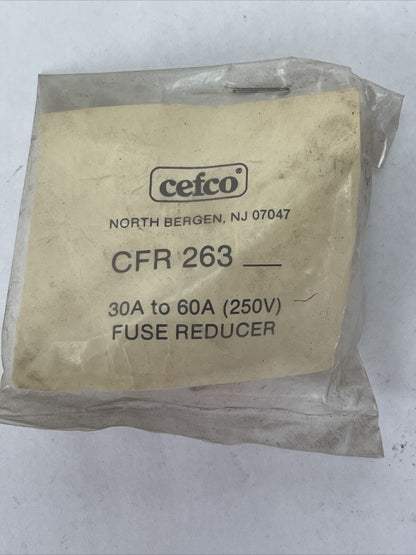 cefco
NORTH BERGEN, NJ 07047
CFR 263 __
30A to 60A (250V)
FUSE REDUCER